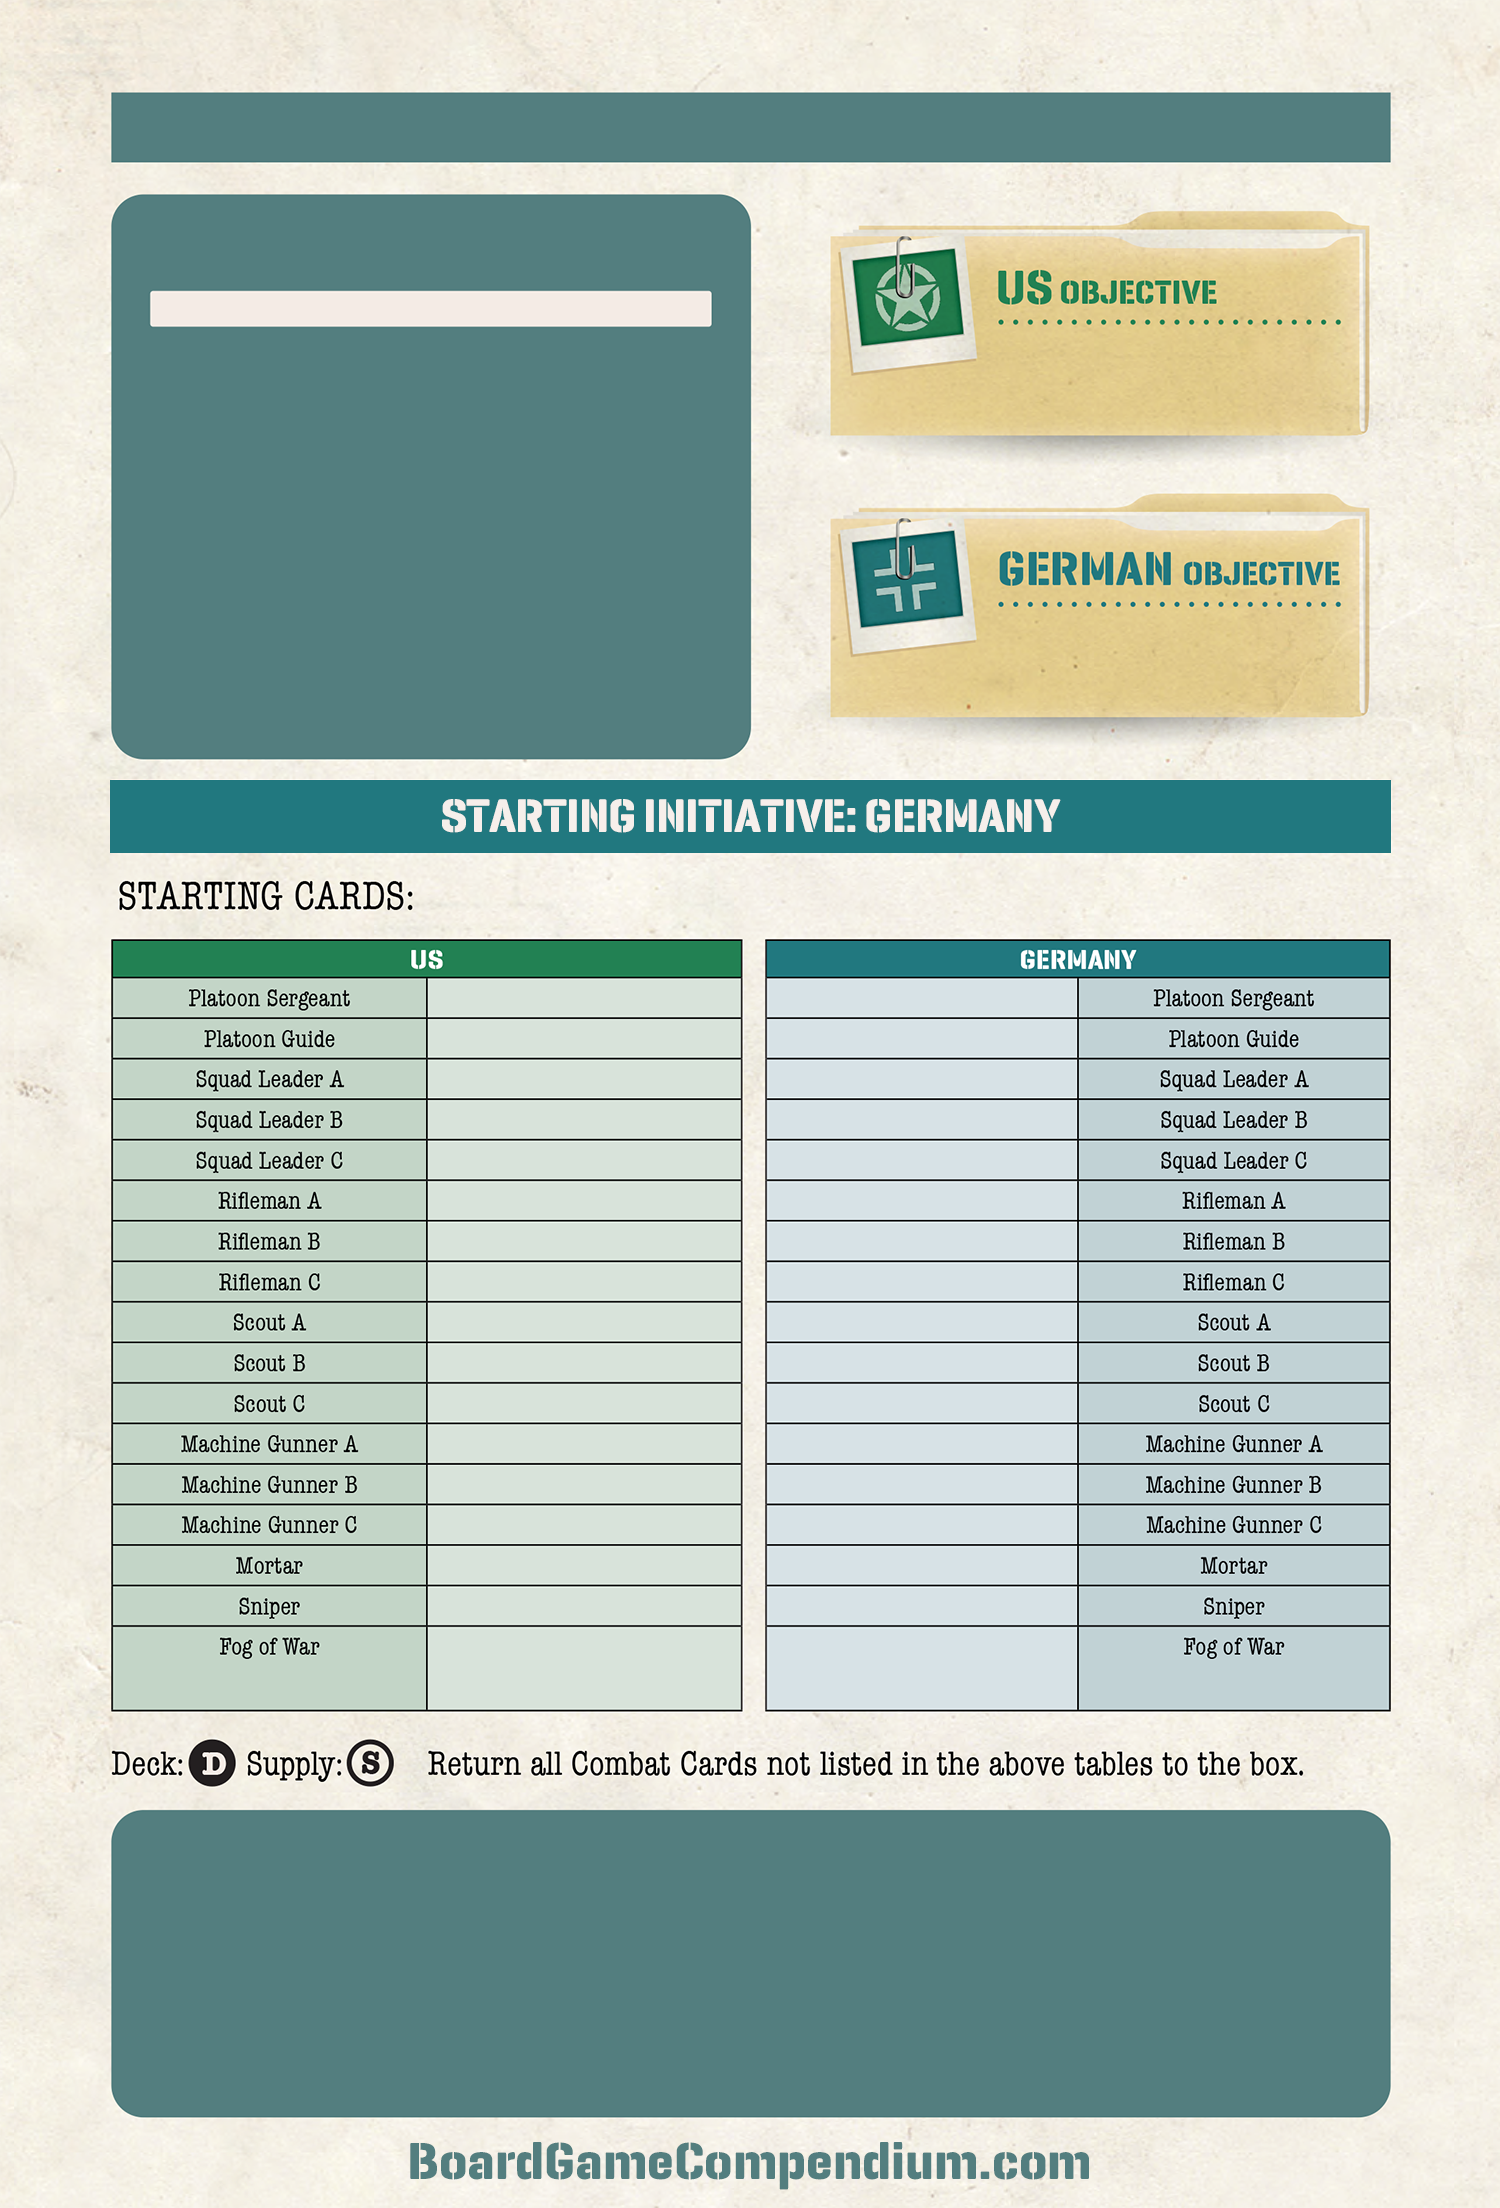 US OBJECTIVE
GERMAN OBJECTIVE
STARTING INITIATIVE: GERMANY
STARTING CARDS:
US
Platoon Sergeant
Platoon Guide
Squad Leader A
Squad Leader B
Squad Leader C
Rifleman A
Rifleman B
Rifleman C
Scout A
Scout B
Scout C
Machine Gunner A
Machine Gunner B
Machine Gunner C
Mortar
Sniper
Fog of War
GERMANY
Platoon Sergeant
Platoon Guide
Squad Leader A
Squad Leader B
Squad Leader C
Rifleman A
Rifleman B
Rifleman C
Scout A
Scout B
Scout C
Machine Gunner A
Machine Gunner B
Machine Gunner C
Mortar
Sniper
Fog of War
Deck: D Supply: S Return all Combat Cards not listed in the above tables to the box.
BoardGameCompendium.com